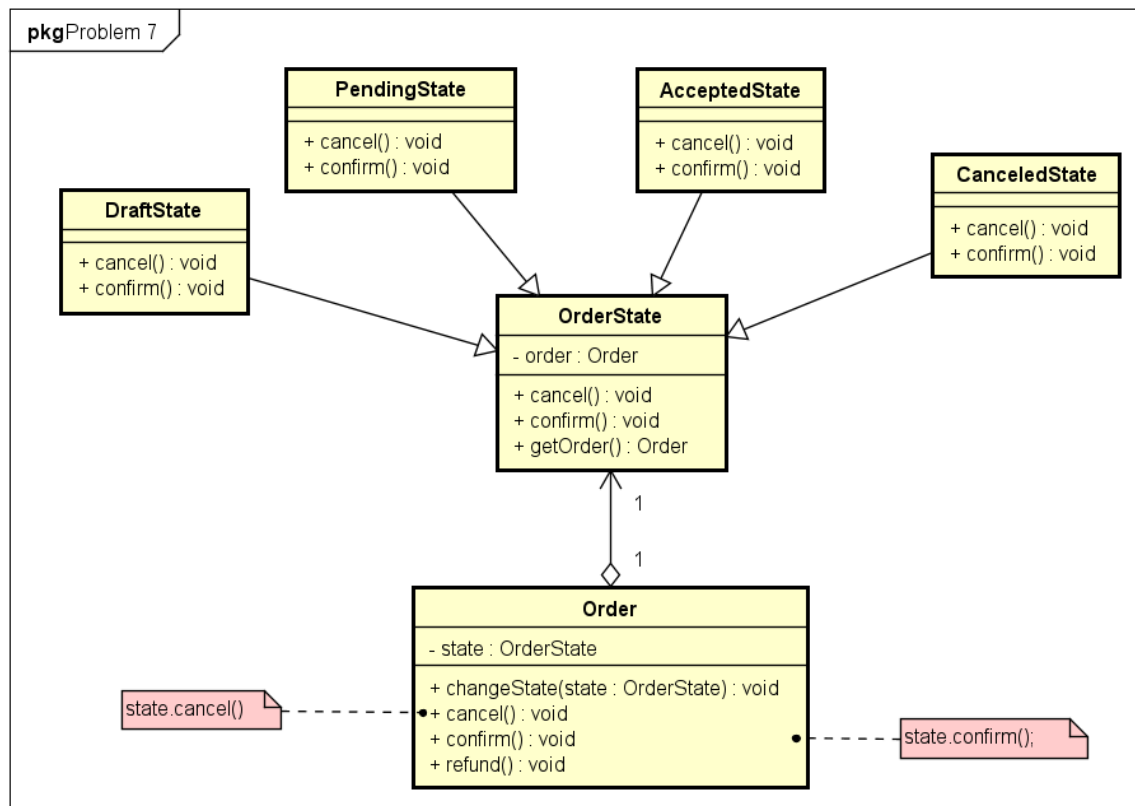 pkgProblem 7
PendingState
+ cancel() : void
+ confirm() : void
AcceptedState
+ cancel() : void
+ confirm() : void
DraftState
+ cancel() : void
+ confirm() : void
CanceledState
+ cancel() : void
+ confirm() : void
OrderState
- order : Order
+ cancel() : void
+ confirm() : void
+ getOrder() : Order
1
1
Order
- state : OrderState
+ changeState(state : OrderState) : void
+ cancel() : void
+ confirm() : void
+ refund() : void
state.cancel()
state.confirm();